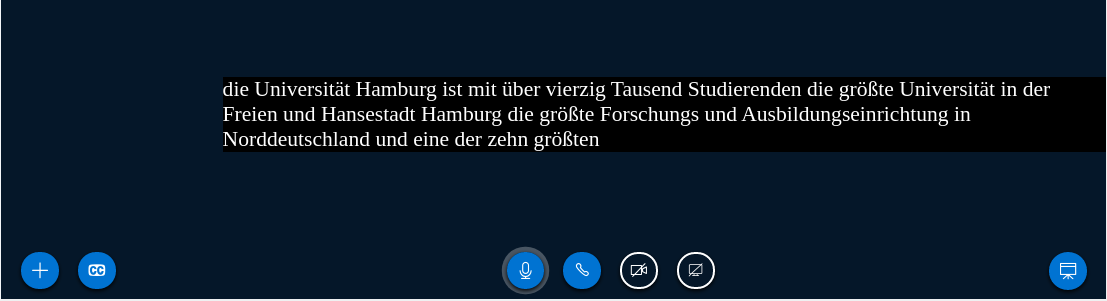 die Universität Hamburg ist mit über vierzig Tausend Studierenden die größte Universität in der
Freien und Hansestadt Hamburg die größte Forschungs und Ausbildungseinrichtung in
Norddeutschland und eine der zehn größten
CC